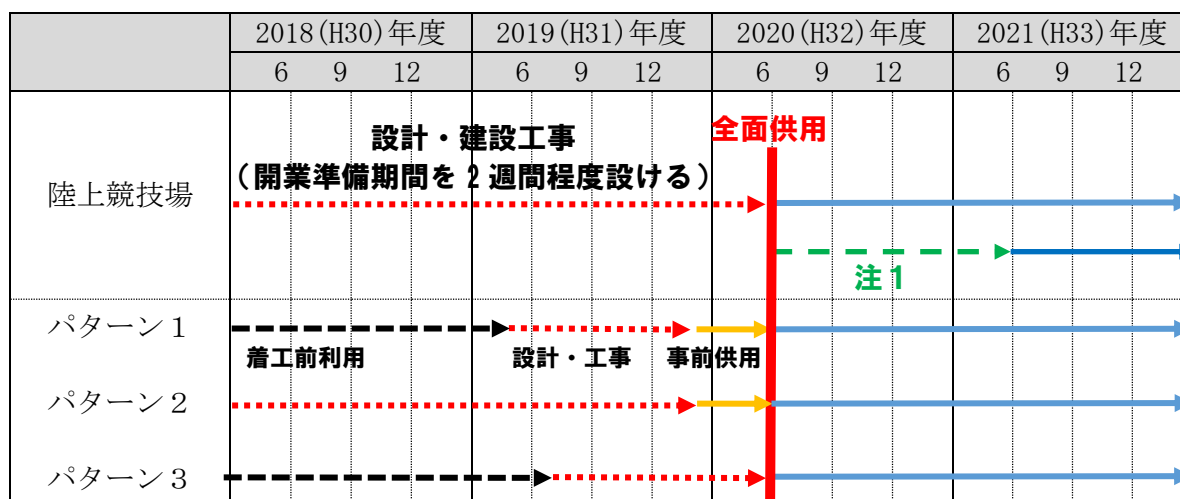 2018(H30)年度 2019(H31)年度 2020(H32)年度 2021(H33)年度
6 9 12 6 9 12 6 9 12 6 9 12
設計・建設工事 全面供用
（開業準備期間を２週間程度設ける）
陸上競技場
注１
パターン１
着工前利用 設計・工事 事前供用
パターン２
パターン３